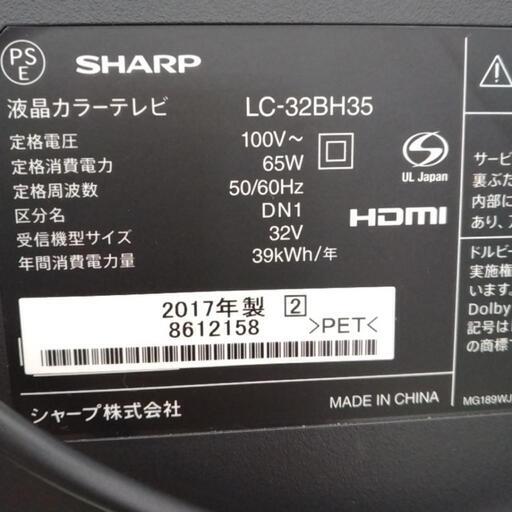 PS
E
SHARP
液晶カラーテレビ LC-32BH35
定格電圧 100V～
定格消費電力 65W
定格周波数 50/60Hz
区分名 DN1
受信機型サイズ 32V
年間消費電力量 39kWh/年
S
UL Japan
HDMI
サービ
裏ぶた
内部に
あり、
ドルビー
実施権
います。
Dolby
記号は
の商標
2017年製 2
8612158 >PET<
シャープ株式会社 MADE IN CHINA
MG189WJ